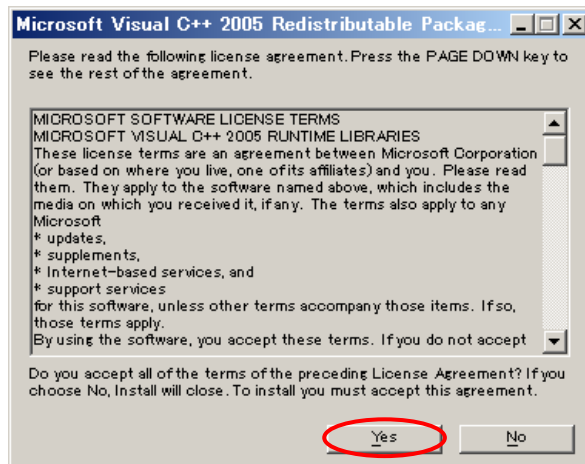 Microsoft Visual C++ 2005 Redistributable Packag...
Please read the following license agreement. Press the PAGE DOWN key to
see the rest of the agreement.
MICROSOFT SOFTWARE LICENSE TERMS
MICROSOFT VISUAL C++ 2005 RUNTIME LIBRARIES
These license terms are an agreement between Microsoft Corporation
(or based on where you live, one of its affiliates) and you. Please read
them. They apply to the software named above, which includes the
media on which you received it, if any. The terms also apply to any
Microsoft
* updates,
* supplements,
* Internet-based services, and
* support services
for this software, unless other terms accompany those items. If so,
those terms apply.
By using the software, you accept these terms. If you do not accept
Do you accept all of the terms of the preceding License Agreement? If you
choose No, Install will close. To install you must accept this agreement.
Yes
No